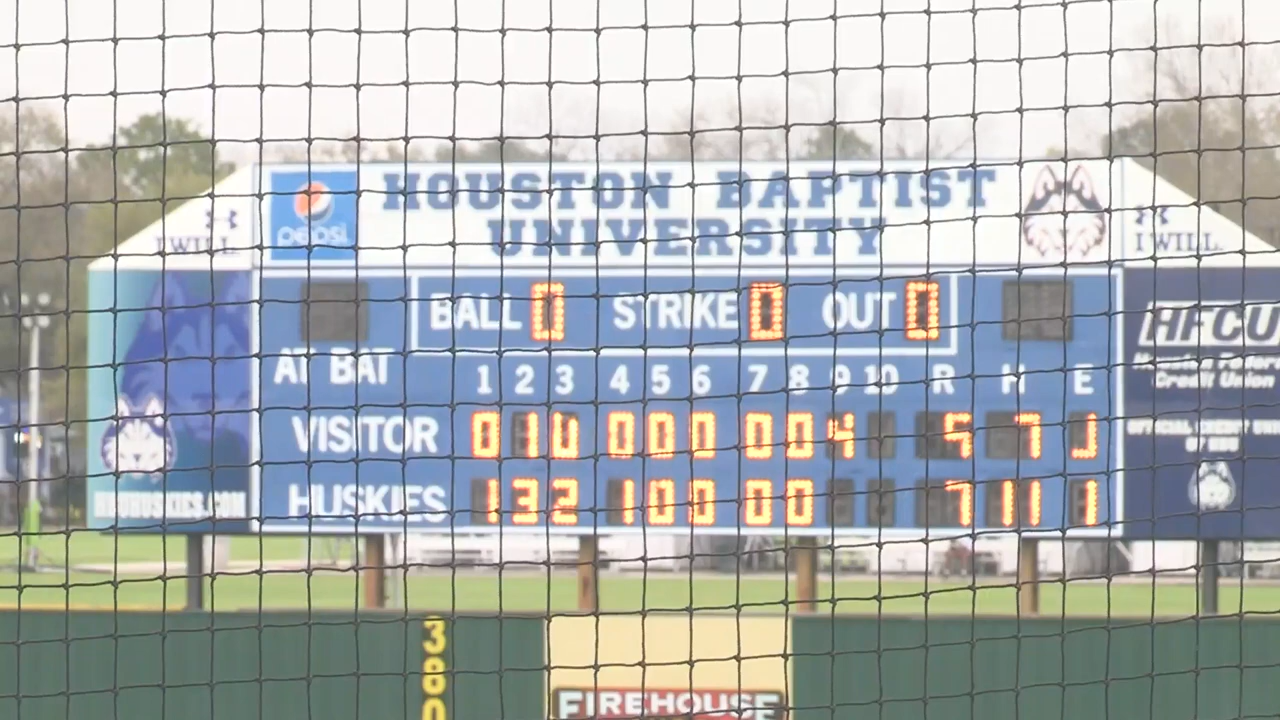 HOUSTON BAPTIST
UNIVERSITY
pepsi
I WILL.
I WILL.
BALL 0 STRIKE 0 OUT 0
AT BAT
1 2 3 4 5 6 7 8 9 10 R H E
VISITOR 0 1 0 0 0 0 0 4 5 7
HUSKIES 1 3 2 1 0 0 0 0 7 11 1
HBUHUSKIES.COM
HFCU
Houston Federal
Credit Union
380
FIREHOUSE